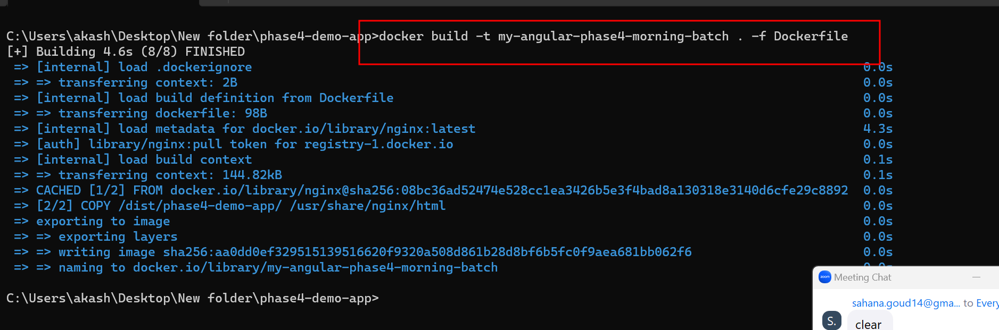 C:\Users\akash\Desktop\New folder\phase4-demo-app>docker build -t my-angular-phase4-morning-batch . -f Dockerfile
[+] Building 4.6s (8/8) FINISHED
=> [internal] load .dockerignore 0.0s
=> => transferring context: 2B 0.0s
=> [internal] load build definition from Dockerfile 0.0s
=> => transferring dockerfile: 98B 0.0s
=> [internal] load metadata for docker.io/library/nginx:latest 4.3s
=> [auth] library/nginx:pull token for registry-1.docker.io 0.0s
=> [internal] load build context 0.1s
=> => transferring context: 144.82kB 0.1s
=> CACHED [1/2] FROM docker.io/library/nginx@sha256:08bc36ad52474e528cc1ea3426b5e3f4bad8a130318e3140d6cfe29c8892 0.0s
=> [2/2] COPY /dist/phase4-demo-app/ /usr/share/nginx/html 0.0s
=> exporting to image 0.0s
=> => exporting layers 0.0s
=> => writing image sha256:aa0dd0ef329515139516620f9320a508d861b28d8bf6b5fc0f9aea681bb062f6 0.0s
=> => naming to docker.io/library/my-angular-phase4-morning-batch 0.0s
C:\Users\akash\Desktop\New folder\phase4-demo-app>
zoom Meeting Chat
sahana.goud14@gma... to Every
S. clear